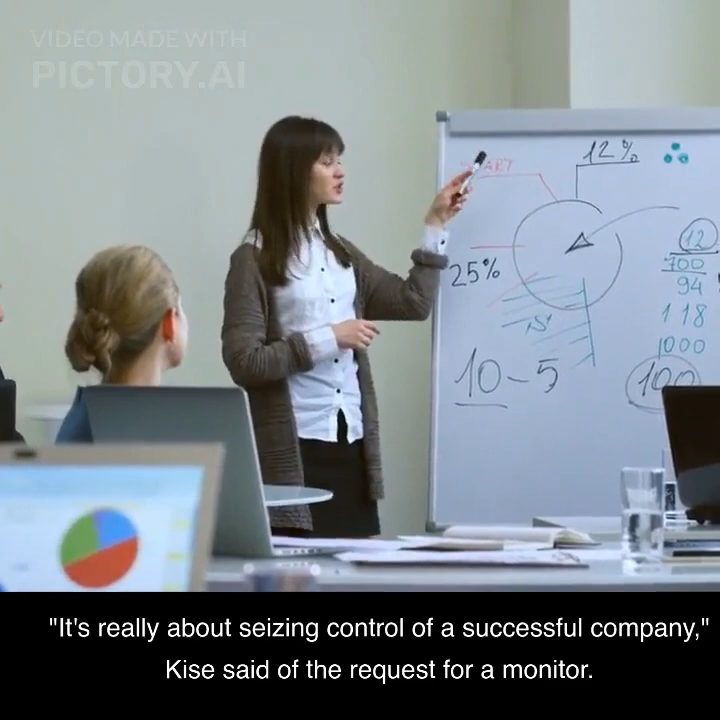 VIDEO MADE WITH
PICTORY.AI
12%
25%
12
700
94
118
1000
10-5
100
"It's really about seizing control of a successful company,"
Kise said of the request for a monitor.